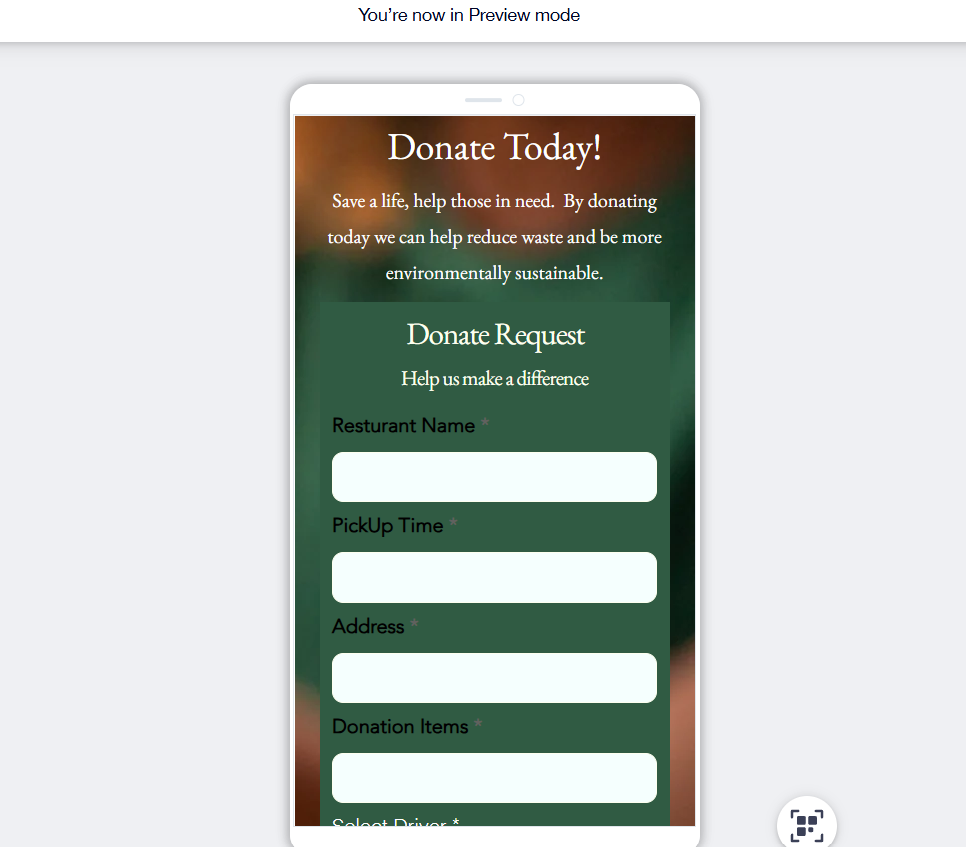 You're now in Preview mode
Donate Today!
Save a life, help those in need.  By donating
today we can help reduce waste and be more
environmentally sustainable.
Donate Request
Help us make a difference
Resturant Name *
PickUp Time *
Address *
Donation Items *
Select Driver *